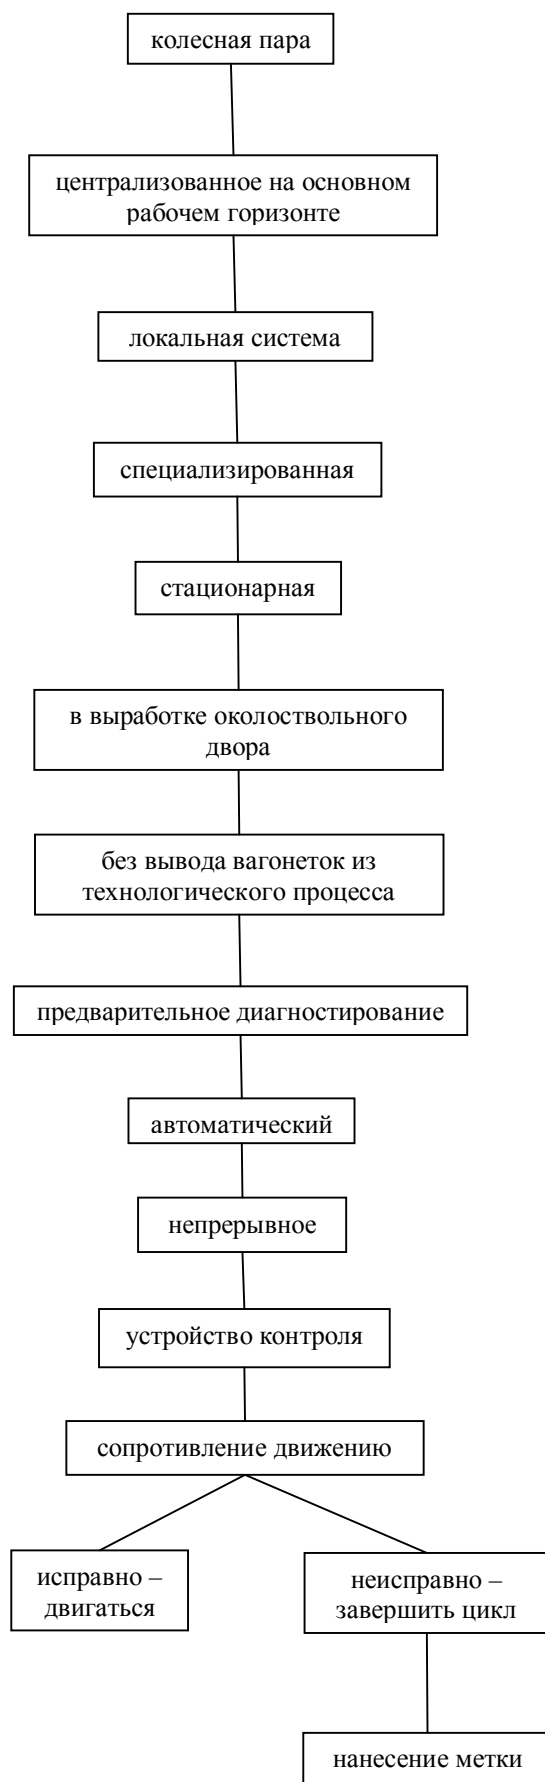 колесная пара
централизованное на основном
рабочем горизонте
локальная система
специализированная
стационарная
в выработке околоствольного
двора
без вывода вагонеток из
технологического процесса
предварительное диагностирование
автоматический
непрерывное
устройство контроля
сопротивление движению
исправно –
двигаться
неисправно –
завершить цикл
нанесение метки